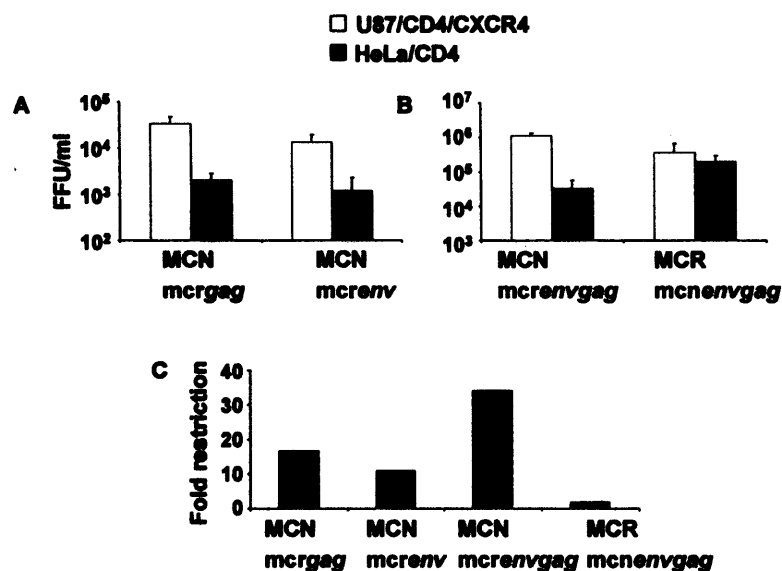 U87/CD4/CXCR4
HeLa/CD4
A
FFU/ml
10^5
10^4
10^3
10^2
MCN
mcrgag
MCN
mcrenv
B
10^7
10^6
10^5
10^4
10^3
MCN
mcrenvgag
MCR
mcnenvgag
C
Fold restriction
40
30
20
10
0
MCN
mcrgag
MCN
mcrenv
MCN
mcrenvgag
MCR
mcnenvgag